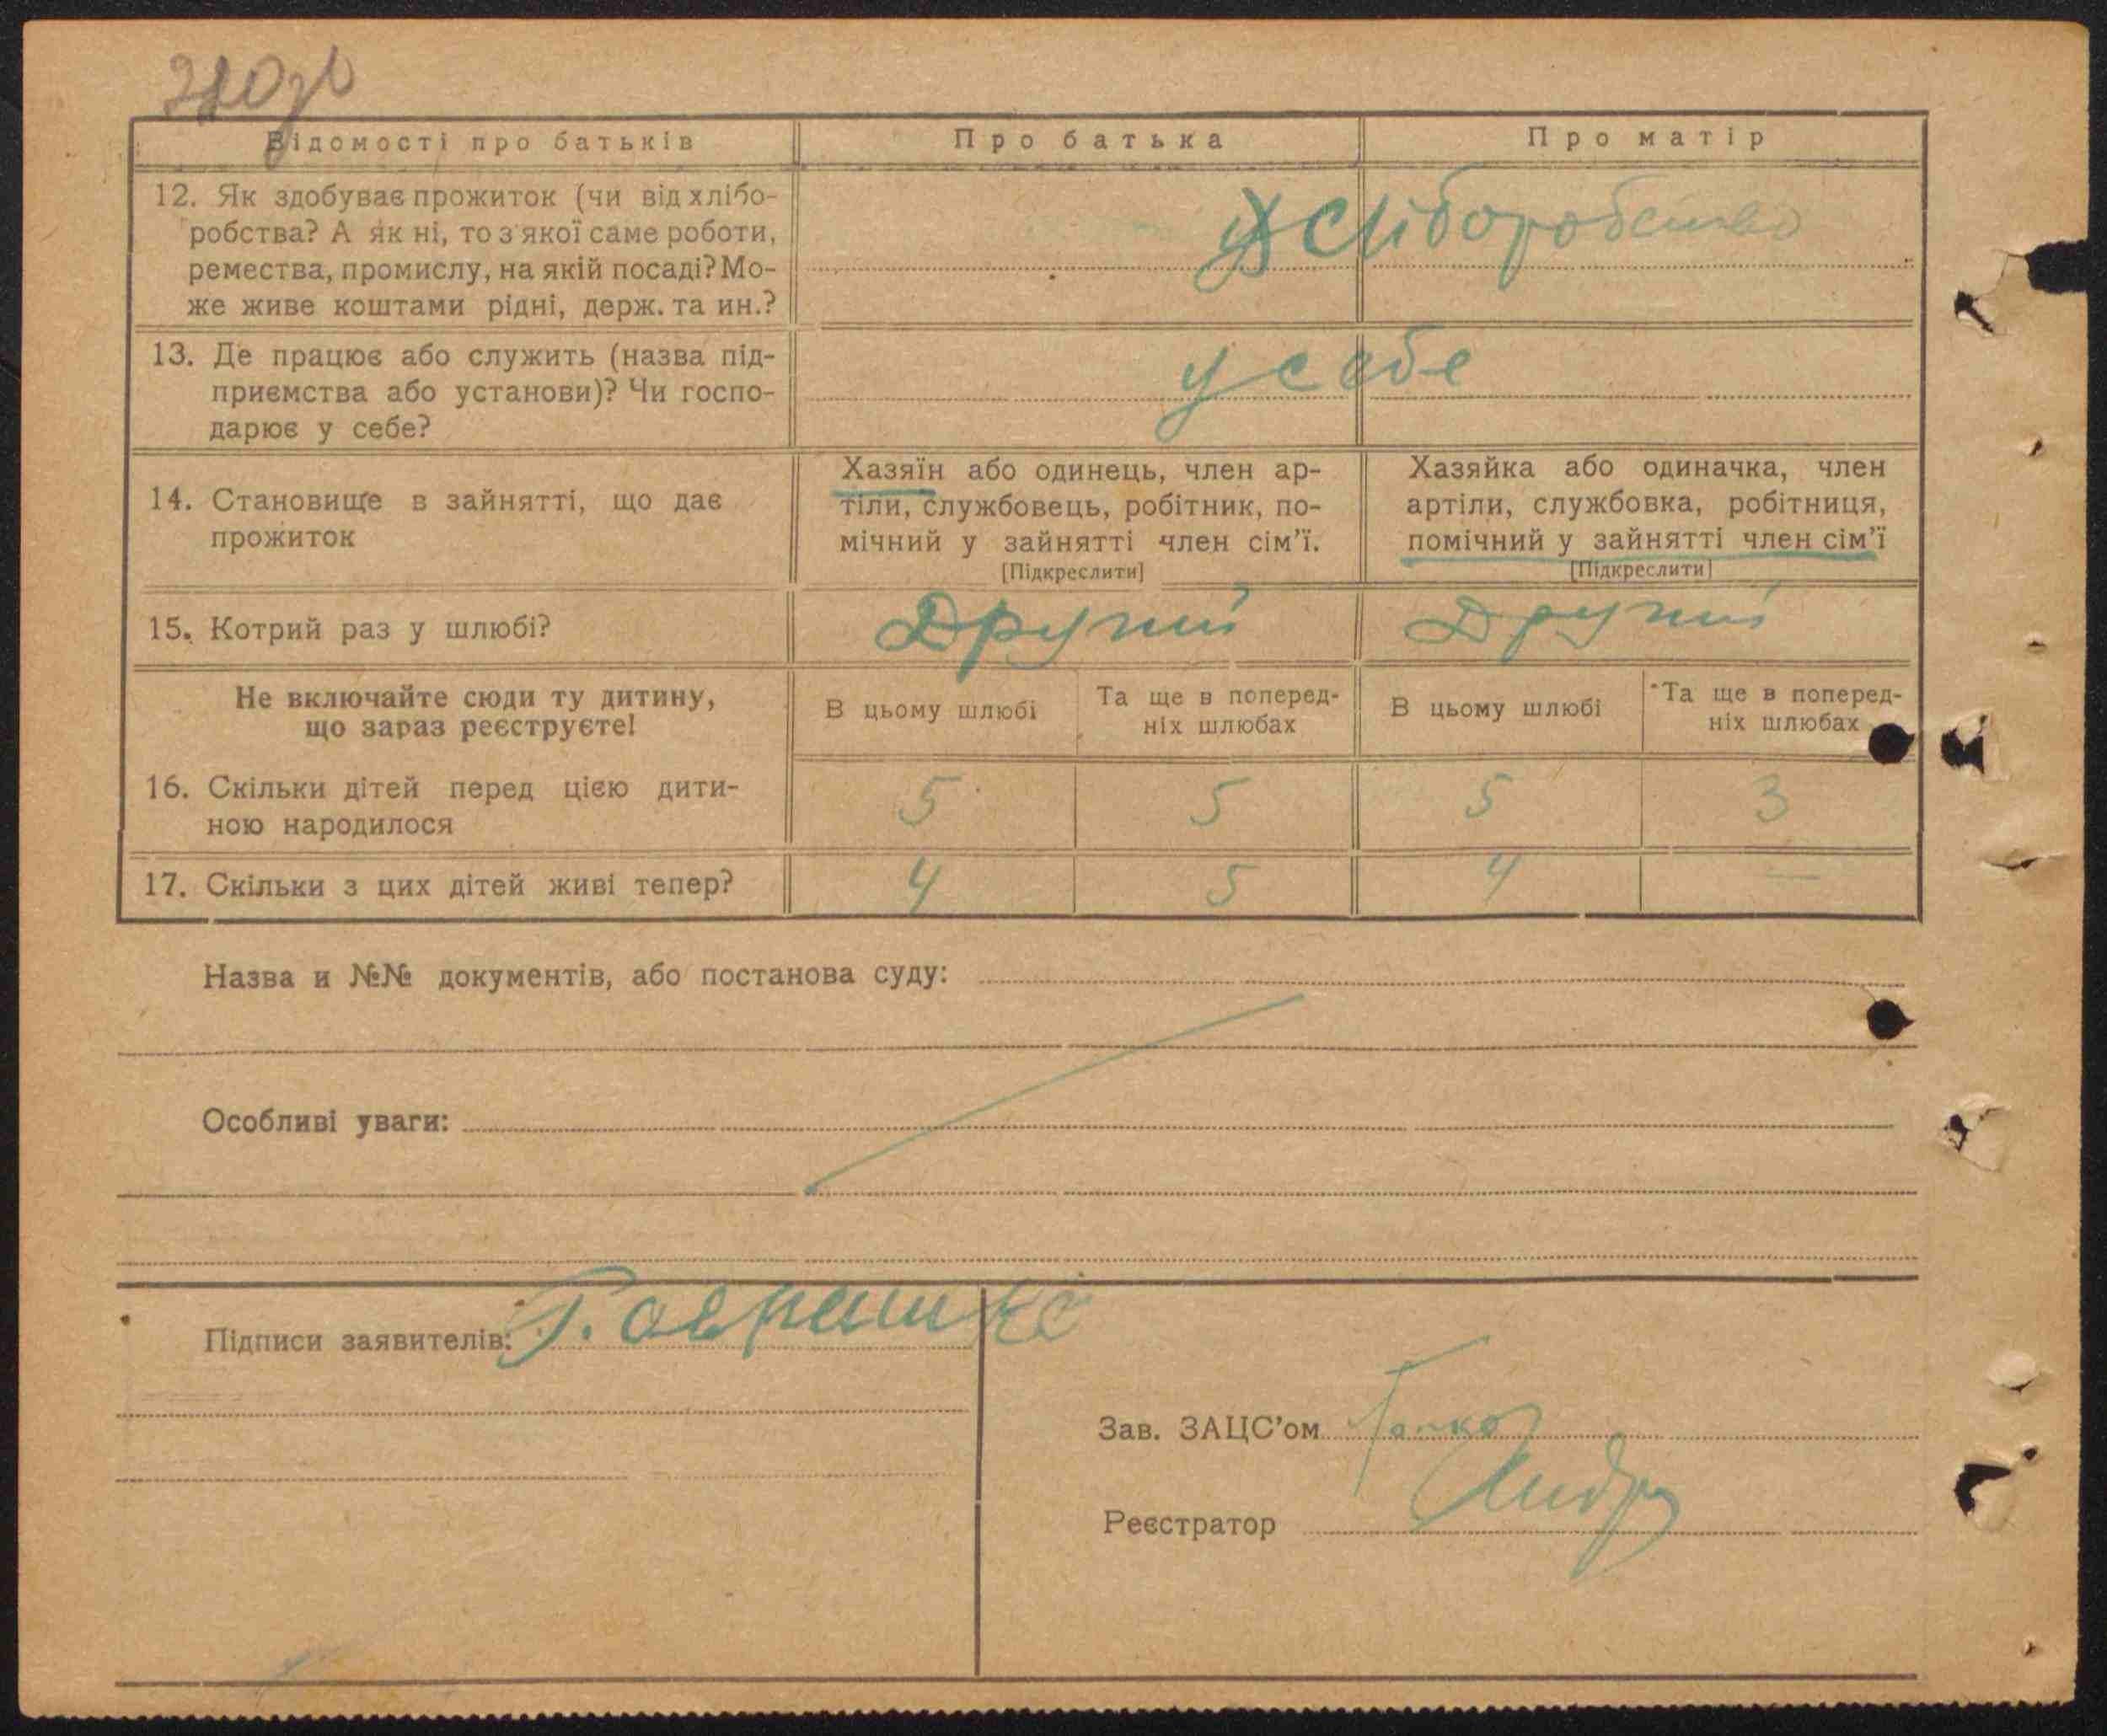 Відомості про батьків
Про батька
Про матір
12. Як здобуває прожиток (чи від хлібо-
робства? А як ні, то з якої саме роботи,
ремества, промислу, на якій посаді? Мо-
же живе коштами рідні, держ. та ин.?
Хліборобство
13. Де працює або служить (назва під-
приємства або установи)? Чи госпо-
дарює у себе?
у себе
14. Становище в зайнятті, що дає
прожиток
Хазяїн або одинець, член ар-
тіли, службовець, робітник, по-
мічний у зайнятті член сім’ї.
[Підкреслити]
Хазяйка або одиначка, член
артіли, службовка, робітниця,
помічний у зайнятті член сім’ї
[Підкреслити]
15. Котрий раз у шлюбі?
Другий
Другий
Не включайте сюди ту дитину,
що зараз реєструєте!
В цьому шлюбі
Та ще в поперед-
ніх шлюбах
В цьому шлюбі
Та ще в поперед-
ніх шлюбах
16. Скільки дітей перед цією дити-
ною народилося
5
5
5
3
17. Скільки з цих дітей живі тепер?
4
5
4
—
Назва и №№ документів, або постанова суду:
Особливі уваги:
Підписи заявителів:
Зав. ЗАЦС’ом
Реєстратор